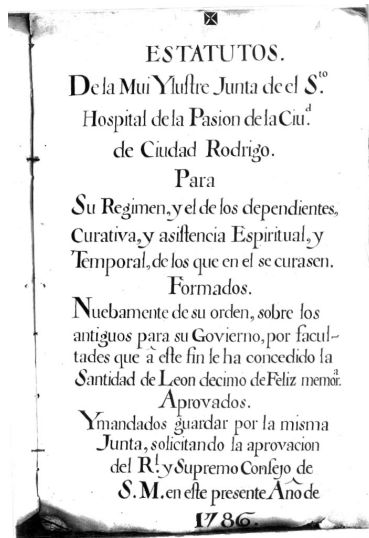 ESTATUTOS.
De la Mui Yluſtre Junta de el S.to
Hospital de la Pasion de la Ciu.d
de Ciudad Rodrigo.
Para
Su Regimen, y el de los dependientes,
Curativa, y asiſtencia Espiritual, y
Temporal, de los que en el se curasen.
Formados.
Nuebamente de su orden, sobre los
antiguos para su Govierno, por facul-
tades que â eſte fin le ha concedido la
Santidad de Leon decimo de Feliz memor.a
Aprovados.
Ymandados guardar por la misma
Junta, solicitando la aprovacion
del R.l y Supremo Conſejo de
S. M. en eſte presente Año de
1786.